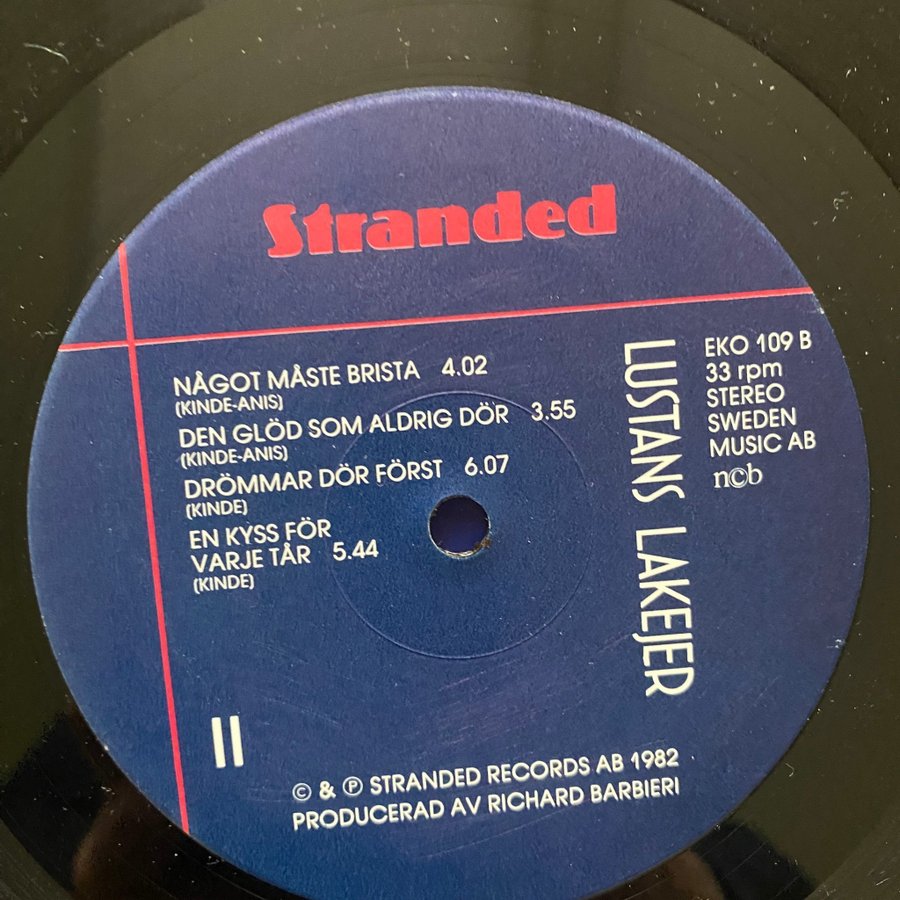 Stranded
NÅGOT MÅSTE BRISTA 4.02
(KINDE-ANIS)
DEN GLÖD SOM ALDRIG DÖR 3.55
(KINDE-ANIS)
DRÖMMAR DÖR FÖRST 6.07
(KINDE)
EN KYSS FÖR
VARJE TÅR 5.44
(KINDE)
LUSTANS LAKEJER
EKO 109 B
33 rpm
STEREO
SWEDEN
MUSIC AB
n©b
II
© & ℗ STRANDED RECORDS AB 1982
PRODUCERAD AV RICHARD BARBIERI